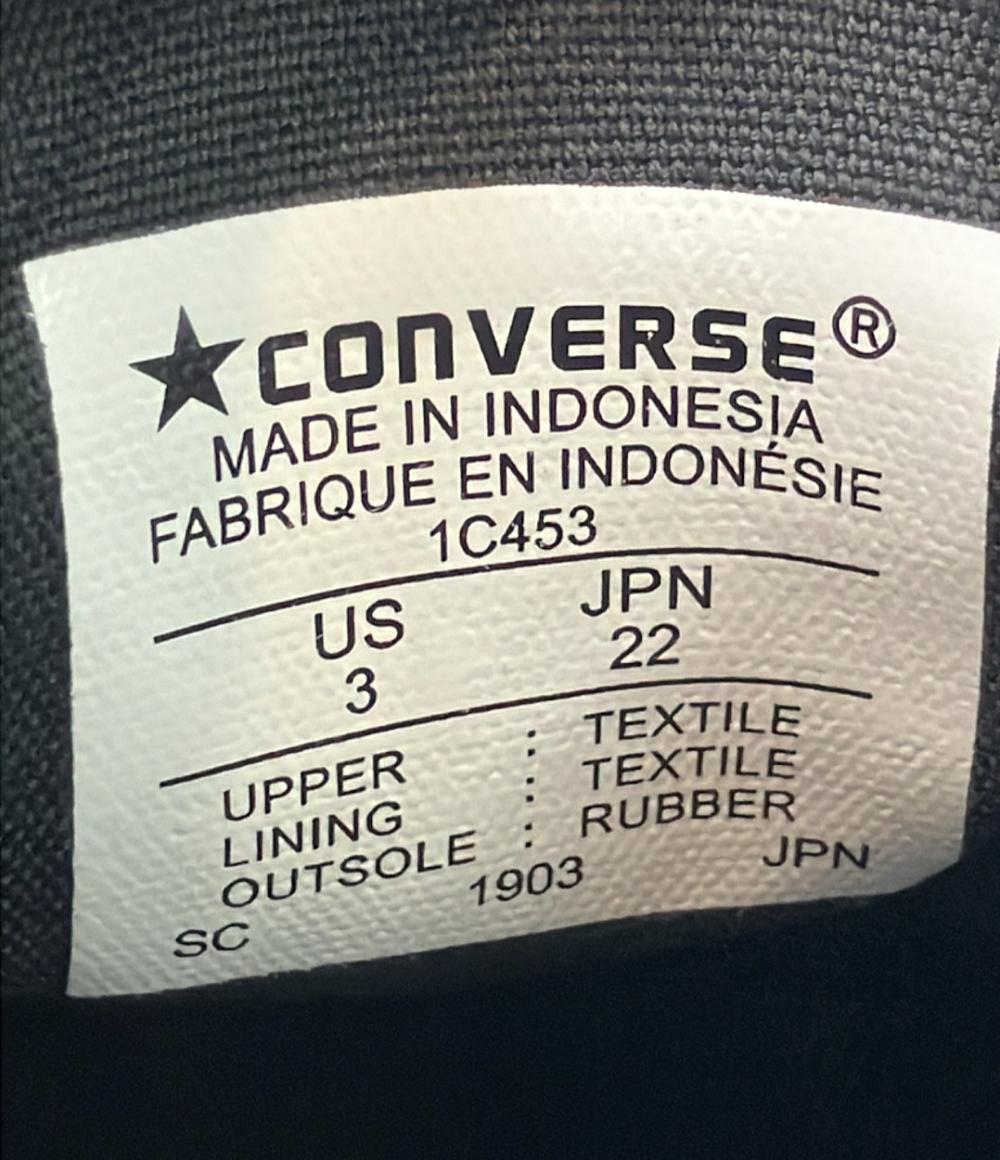 ★CONVERSE®
MADE IN INDONESIA
FABRIQUE EN INDONÉSIE
1C453
US JPN
3 22
UPPER : TEXTILE
LINING : TEXTILE
OUTSOLE : RUBBER
SC 1903 JPN